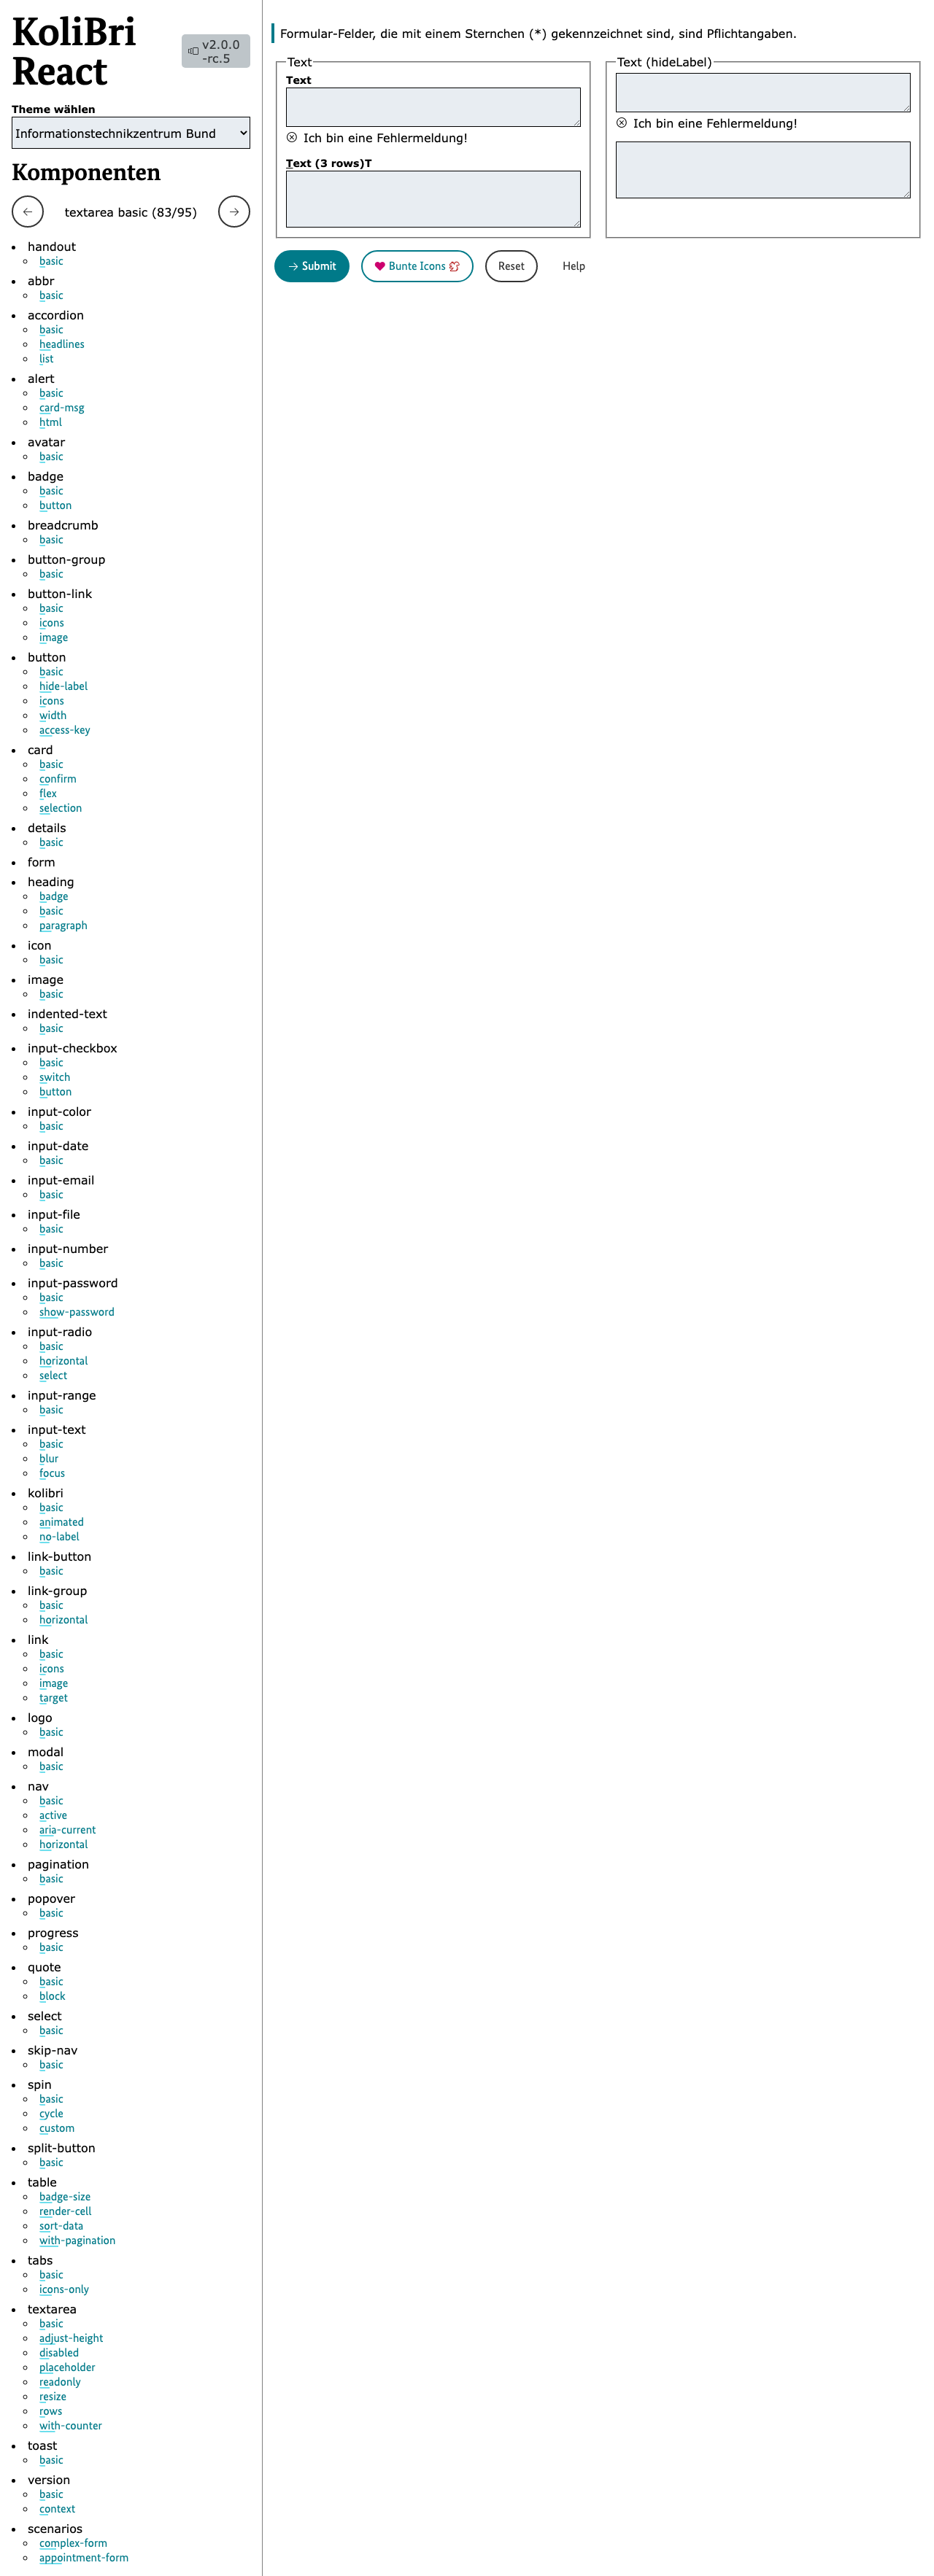 KoliBri
React
v2.0.0
-rc.5
Theme wählen
Informationstechnikzentrum Bund
Komponenten
textarea basic (83/95)
handout
basic
abbr
basic
accordion
basic
headlines
list
alert
basic
card-msg
html
avatar
basic
badge
basic
button
breadcrumb
basic
button-group
basic
button-link
basic
icons
image
button
basic
hide-label
icons
width
access-key
card
basic
confirm
flex
selection
details
basic
form
heading
badge
basic
paragraph
icon
basic
image
basic
indented-text
basic
input-checkbox
basic
switch
button
input-color
basic
input-date
basic
input-email
basic
input-file
basic
input-number
basic
input-password
basic
show-password
input-radio
basic
horizontal
select
input-range
basic
input-text
basic
blur
focus
kolibri
basic
animated
no-label
link-button
basic
link-group
basic
horizontal
link
basic
icons
image
target
logo
basic
modal
basic
nav
basic
active
aria-current
horizontal
pagination
basic
popover
basic
progress
basic
quote
basic
block
select
basic
skip-nav
basic
spin
basic
cycle
custom
split-button
basic
table
badge-size
render-cell
sort-data
with-pagination
tabs
basic
icons-only
textarea
basic
adjust-height
disabled
placeholder
readonly
resize
rows
with-counter
toast
basic
version
basic
context
scenarios
complex-form
appointment-form
Formular-Felder, die mit einem Sternchen (*) gekennzeichnet sind, sind Pflichtangaben.
Text
Text
Ich bin eine Fehlermeldung!
Text (3 rows)T
Text (hideLabel)
Ich bin eine Fehlermeldung!
Submit
Bunte Icons
Reset
Help